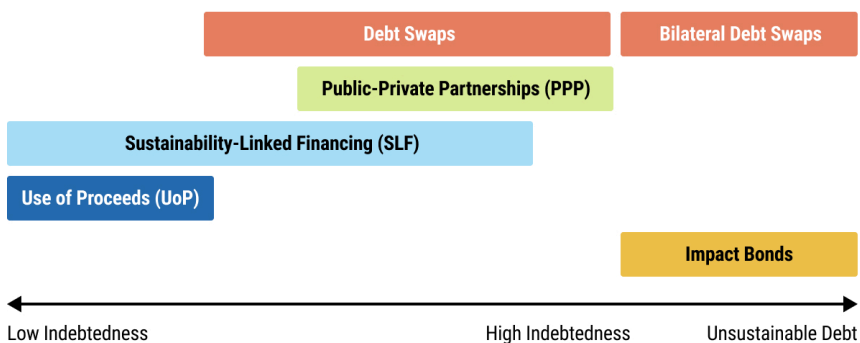 Debt Swaps
Bilateral Debt Swaps
Public-Private Partnerships (PPP)
Sustainability-Linked Financing (SLF)
Use of Proceeds (UoP)
Impact Bonds
Low Indebtedness
High Indebtedness
Unsustainable Debt